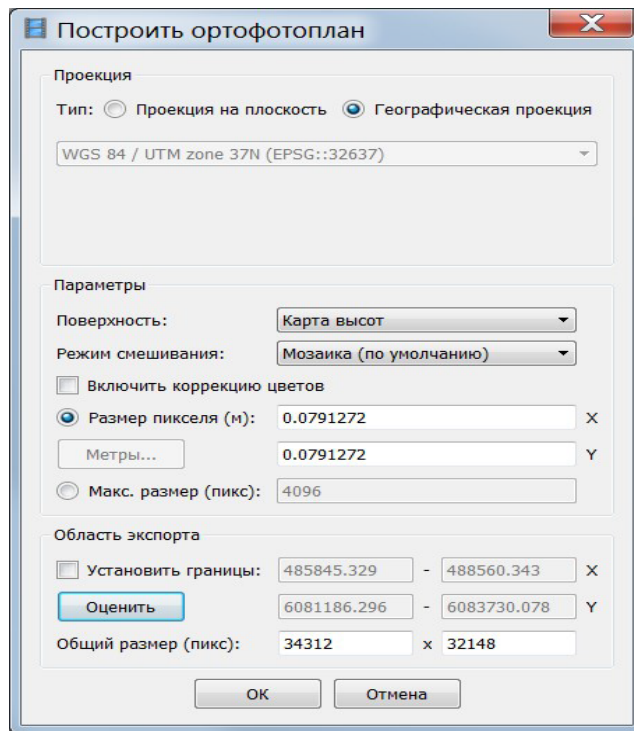 Построить ортофотоплан
Проекция
Тип: Проекция на плоскость Географическая проекция
WGS 84 / UTM zone 37N (EPSG::32637)
Параметры
Поверхность: Карта высот
Режим смешивания: Мозаика (по умолчанию)
Включить коррекцию цветов
Размер пикселя (м): 0.0791272 X
Метры... 0.0791272 Y
Макс. размер (пикс): 4096
Область экспорта
Установить границы: 485845.329 - 488560.343 X
Оценить 6081186.296 - 6083730.078 Y
Общий размер (пикс): 34312 x 32148
ОК Отмена